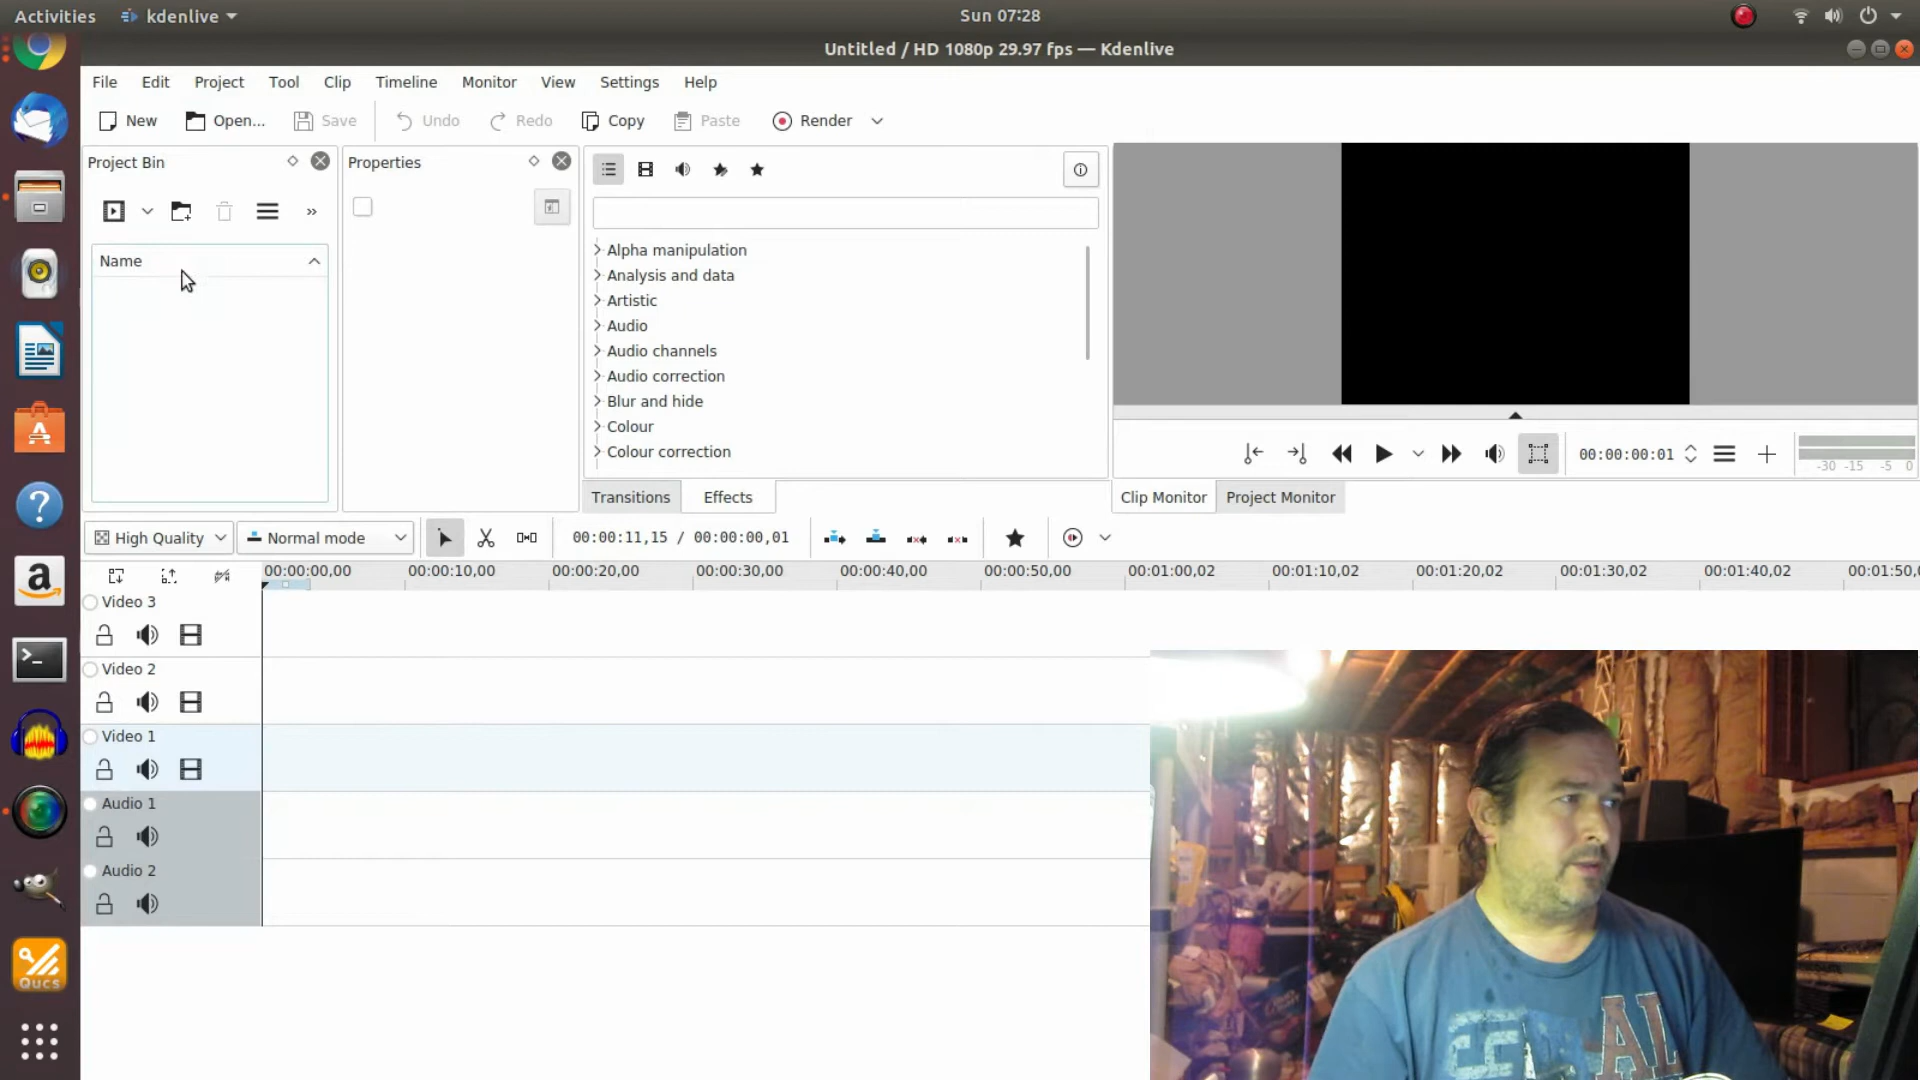 Activities kdenlive Sun 07:28
Untitled / HD 1080p 29.97 fps — Kdenlive
File Edit Project Tool Clip Timeline Monitor View Settings Help
New Open... Save Undo Redo Copy Paste Render
Project Bin Properties
Name
Alpha manipulation
Analysis and data
Artistic
Audio
Audio channels
Audio correction
Blur and hide
Colour
Colour correction
00:00:00:01
-30 -15 -5 0
Transitions Effects Clip Monitor Project Monitor
High Quality Normal mode 00:00:11,15 / 00:00:00,01
00:00:00,00 00:00:10,00 00:00:20,00 00:00:30,00 00:00:40,00 00:00:50,00 00:01:00,02 00:01:10,02 00:01:20,02 00:01:30,02 00:01:40,02 00:01:50,0
Video 3
Video 2
Video 1
Audio 1
Audio 2
Qucs
AL